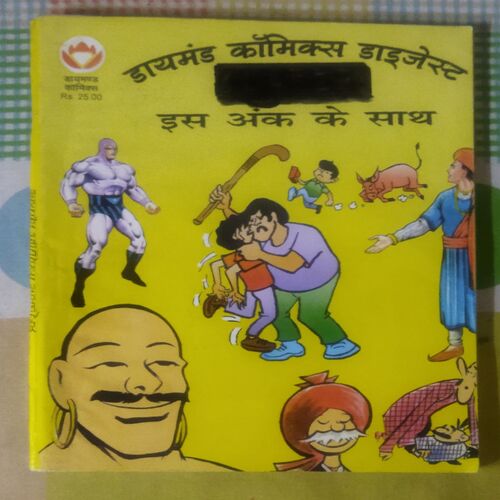 डायमंड कॉमिक्स डाइजेस्ट
इस अंक के साथ
डायमण्ड
कॉमिक्स
Rs 25.00